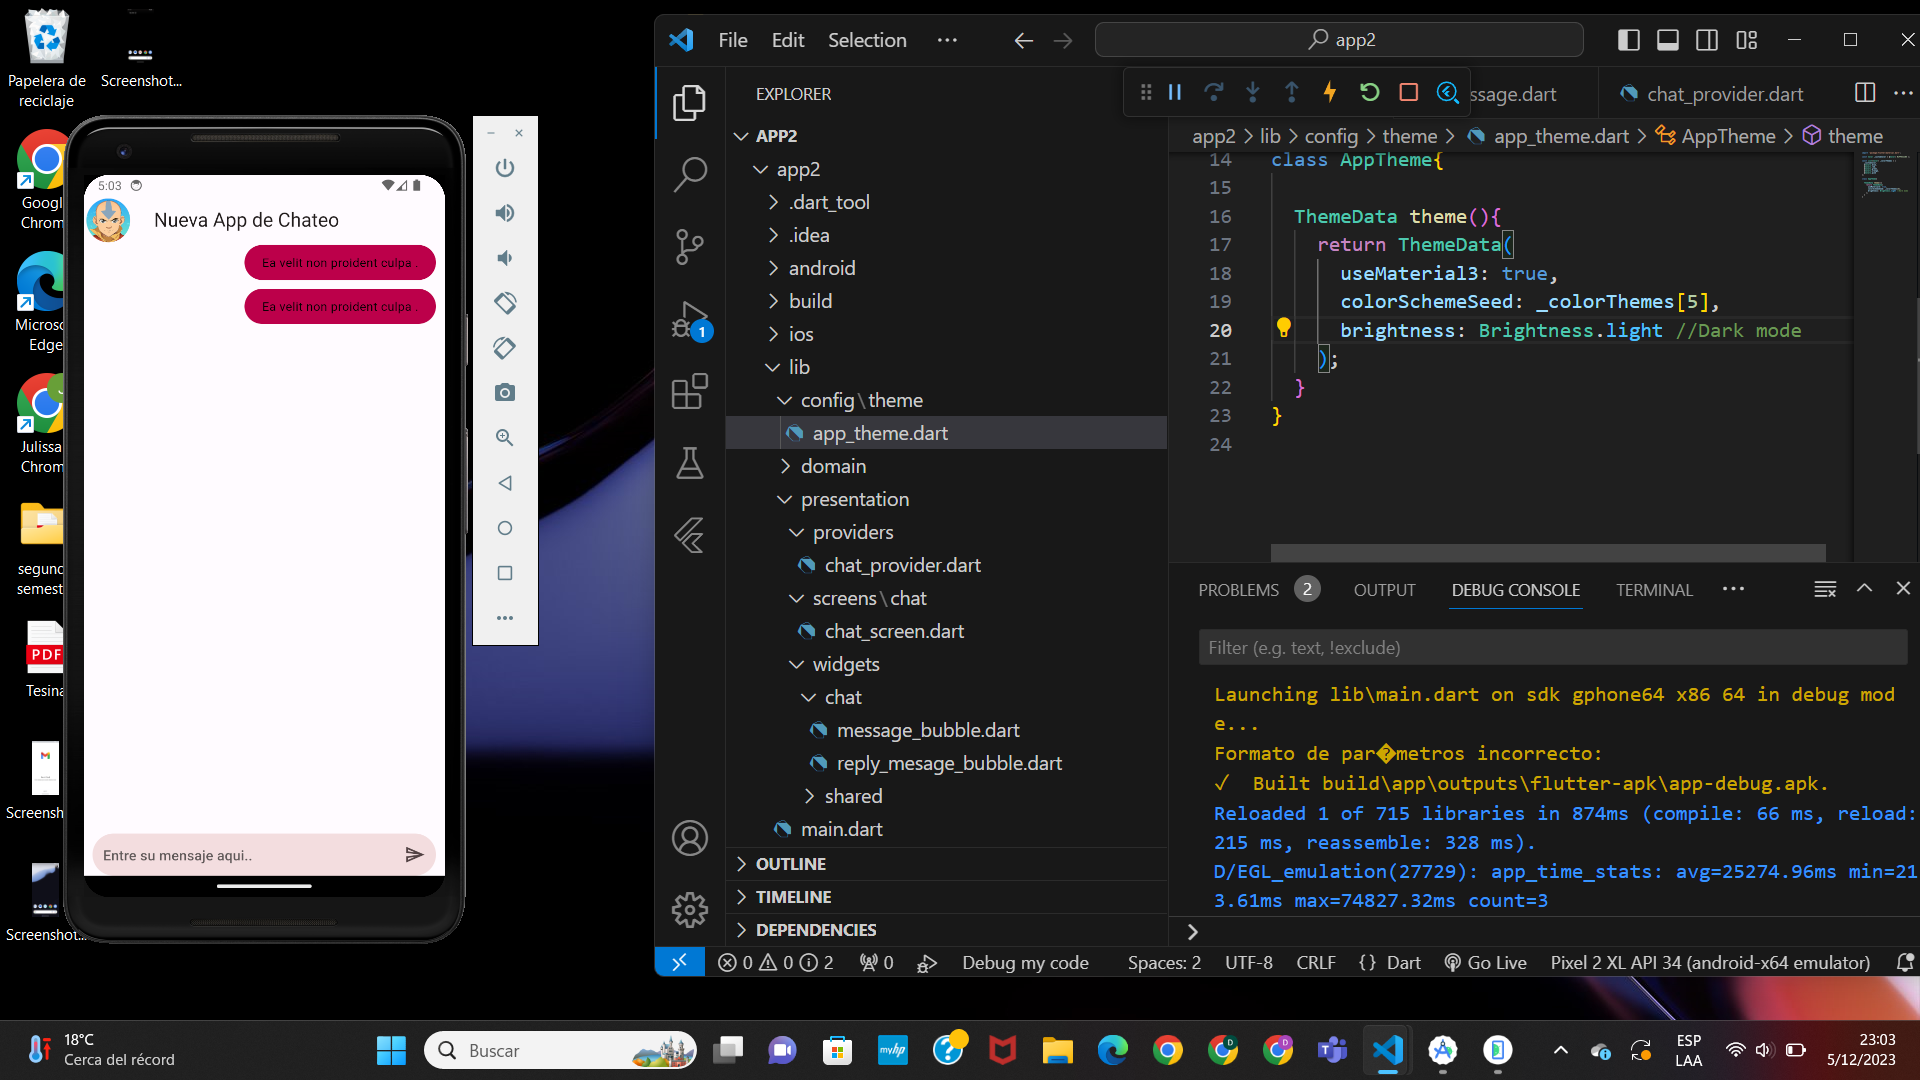 Papelera de
reciclaje
Screenshot...
Googl
Chrom
Micros
Edge
Julissa
Chrom
segund
semest
PDF
Tesina
Screensh
Screenshot...
5:03
Nueva App de Chateo
Ea velit non proident culpa .
Ea velit non proident culpa .
Entre su mensaje aqui..
File
Edit
Selection
app2
EXPLORER
APP2
app2
.dart_tool
.idea
android
build
ios
lib
config\theme
app_theme.dart
domain
presentation
providers
chat_provider.dart
screens\chat
chat_screen.dart
widgets
chat
message_bubble.dart
reply_mesage_bubble.dart
shared
main.dart
OUTLINE
TIMELINE
DEPENDENCIES
1
ssage.dart
chat_provider.dart
app2 > lib > config > theme > app_theme.dart > AppTheme > theme
14 class AppTheme{
15
16 ThemeData theme(){
17 return ThemeData(
18 useMaterial3: true,
19 colorSchemeSeed: _colorThemes[5],
20 brightness: Brightness.light //Dark mode
21 );
22 }
23 }
24
PROBLEMS 2 OUTPUT DEBUG CONSOLE TERMINAL
Filter (e.g. text, !exclude)
Launching lib\main.dart on sdk gphone64 x86 64 in debug mod
e...
Formato de par�metros incorrecto:
✓ Built build\app\outputs\flutter-apk\app-debug.apk.
Reloaded 1 of 715 libraries in 874ms (compile: 66 ms, reload:
215 ms, reassemble: 328 ms).
D/EGL_emulation(27729): app_time_stats: avg=25274.96ms min=21
3.61ms max=74827.32ms count=3
0 0 2 0 Debug my code Spaces: 2 UTF-8 CRLF {} Dart Go Live Pixel 2 XL API 34 (android-x64 emulator)
18°C
Cerca del récord
Buscar
myhp
D
D
ESP
LAA
23:03
5/12/2023